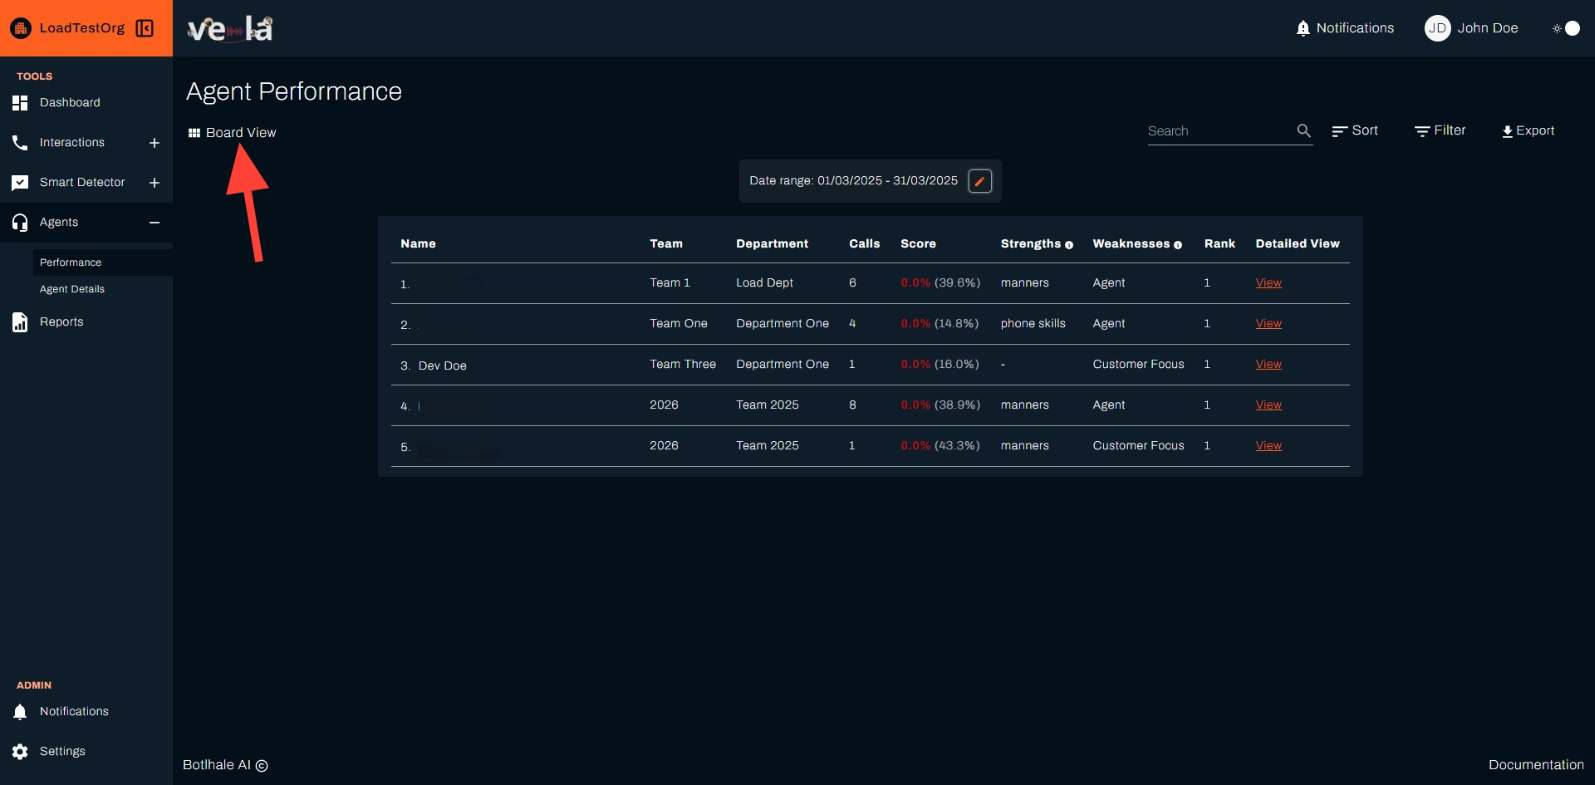 LoadTestOrg
vela
Notifications
JD John Doe
TOOLS
Dashboard
Interactions +
Smart Detector +
Agents −
Performance
Agent Details
Reports
ADMIN
Notifications
Settings
Agent Performance
Board View
Search
Sort
Filter
Export
Date range: 01/03/2025 - 31/03/2025
Name Team Department Calls Score Strengths Weaknesses Rank Detailed View
1. Team 1 Load Dept 6 0.0% (39.6%) manners Agent 1 View
2. Team One Department One 4 0.0% (14.8%) phone skills Agent 1 View
3. Dev Doe Team Three Department One 1 0.0% (16.0%) - Customer Focus 1 View
4. 2026 Team 2025 8 0.0% (38.9%) manners Agent 1 View
5. 2026 Team 2025 1 0.0% (43.3%) manners Customer Focus 1 View
Botlhale AI ©
Documentation